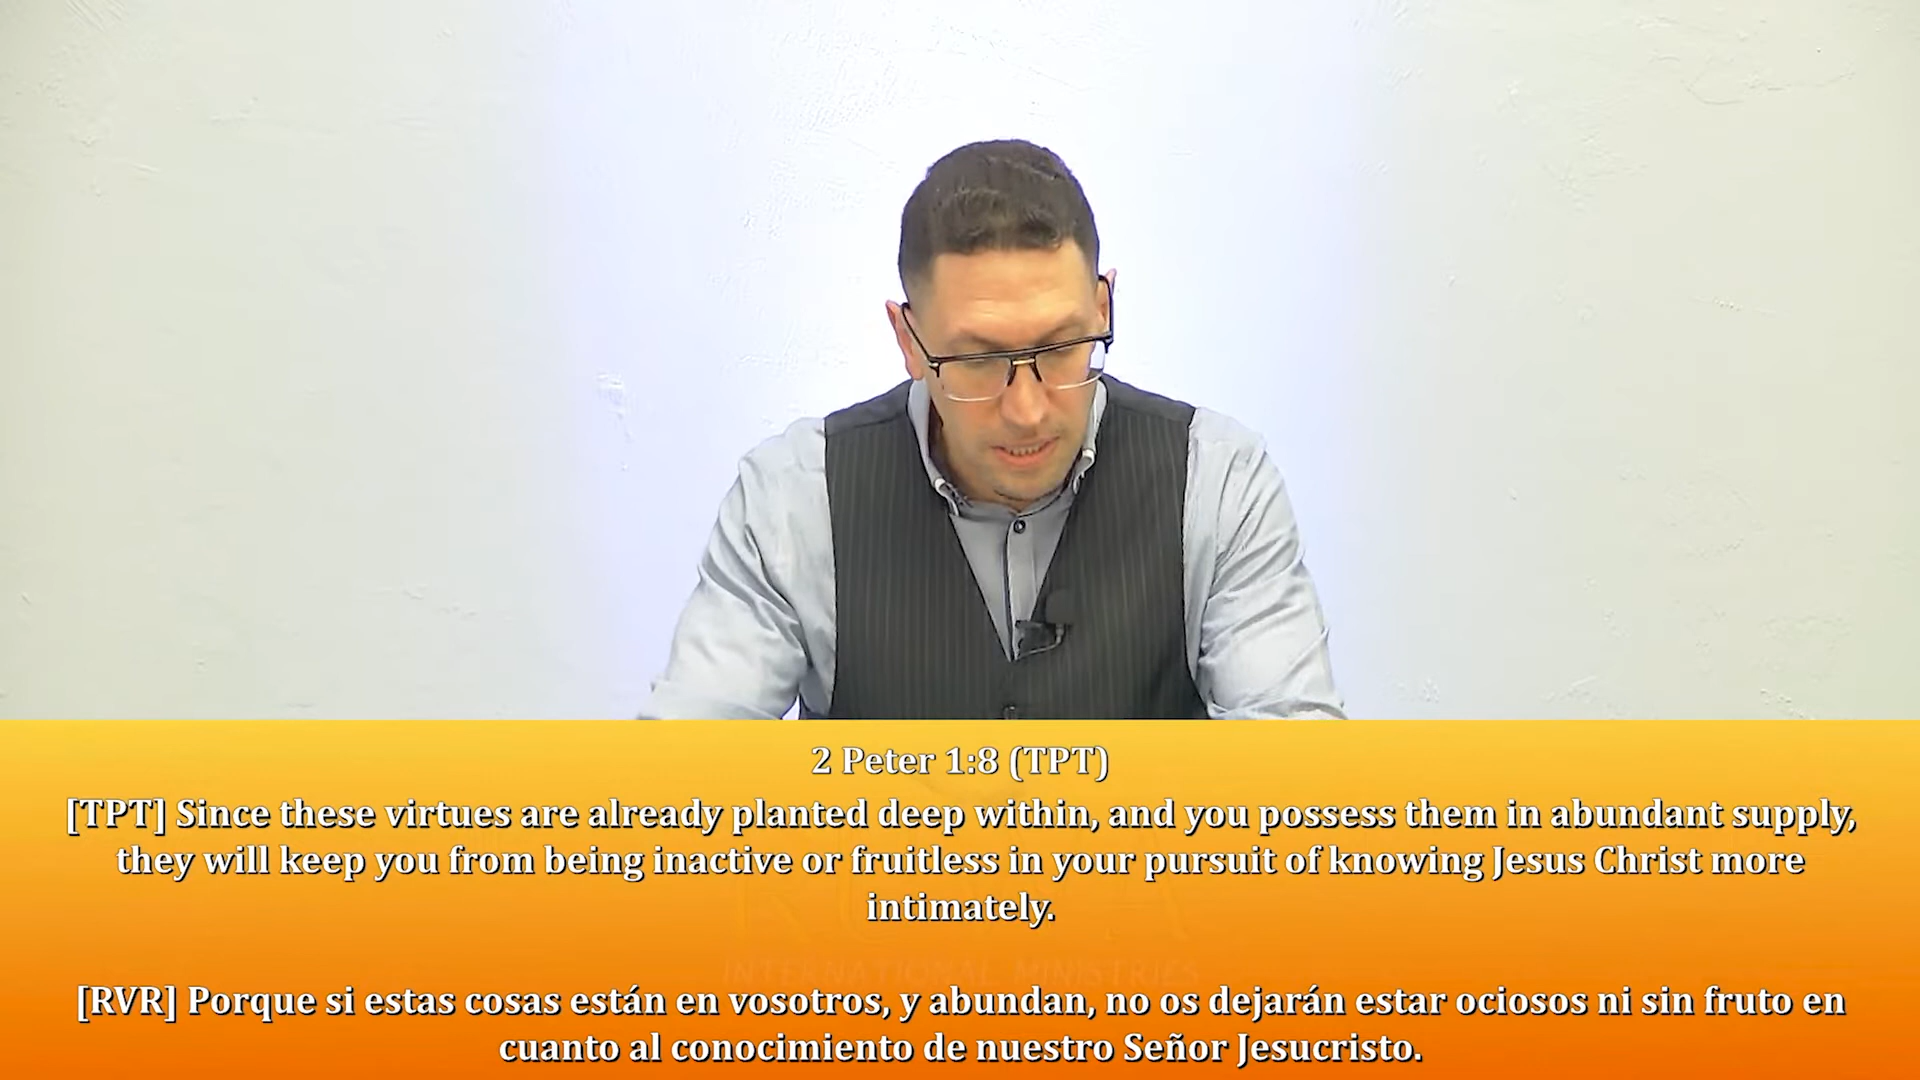 2 Peter 1:8 (TPT)
[TPT] Since these virtues are already planted deep within, and you possess them in abundant supply,
they will keep you from being inactive or fruitless in your pursuit of knowing Jesus Christ more
intimately.
INTERNATIONAL MINISTRIES
[RVR] Porque si estas cosas están en vosotros, y abundan, no os dejarán estar ociosos ni sin fruto en
cuanto al conocimiento de nuestro Señor Jesucristo.